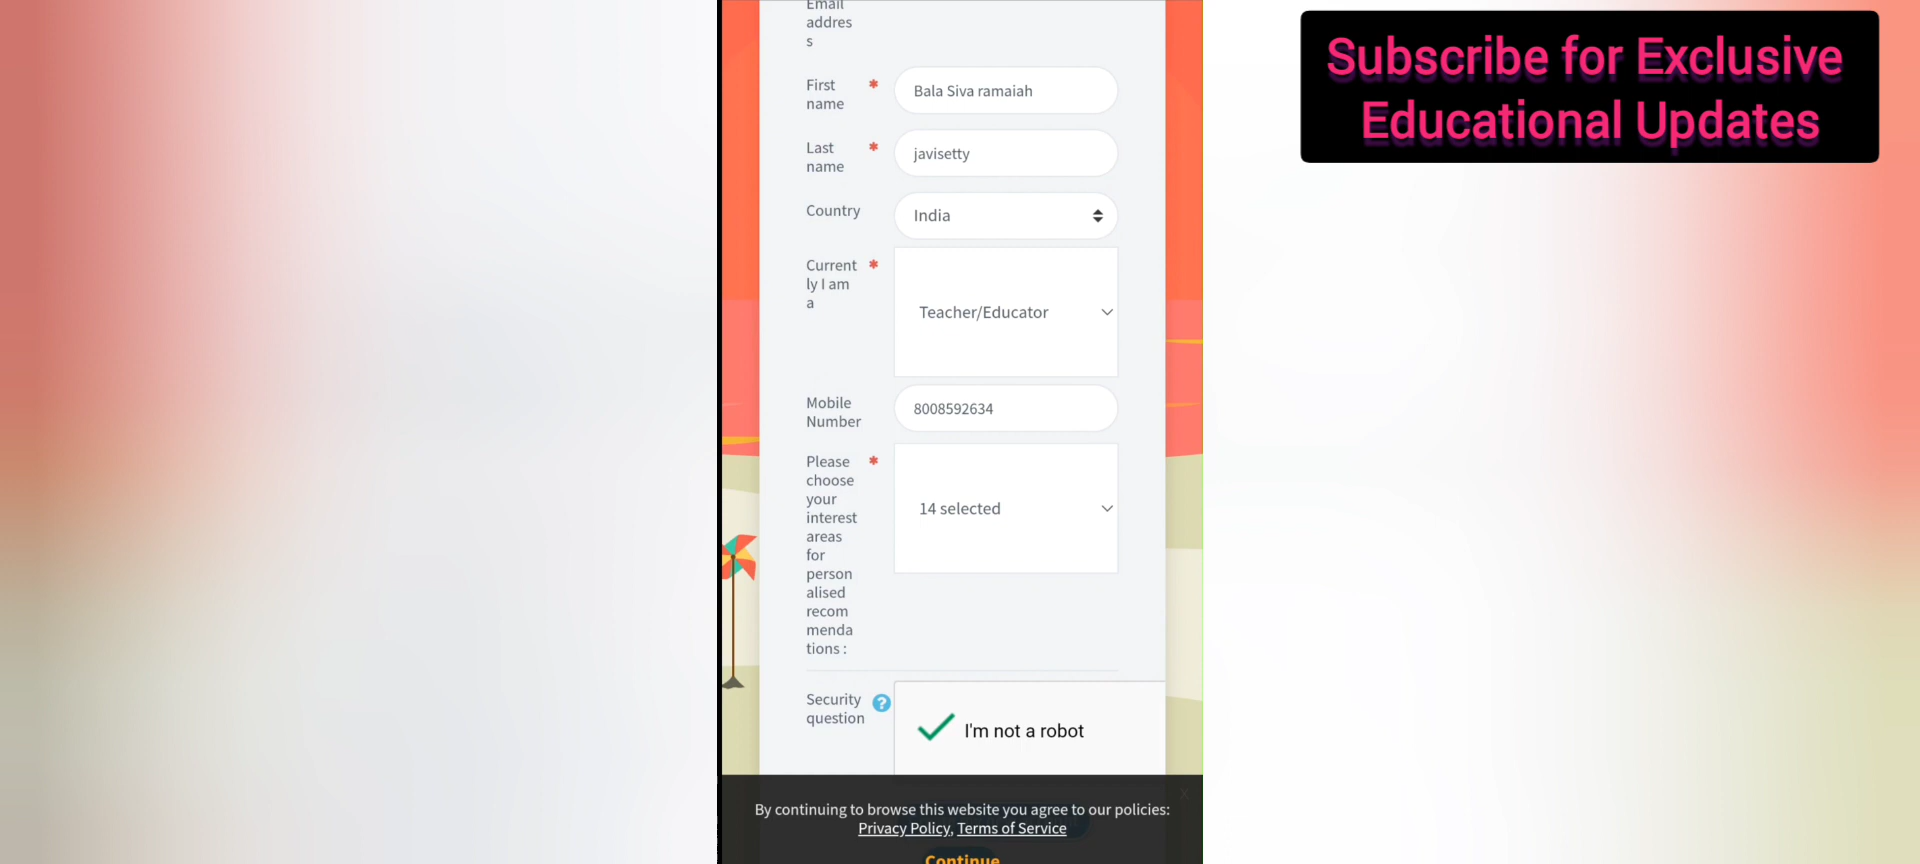 Email
addres
s
First
name
*
Bala Siva ramaiah
Last
name
*
javisetty
Country
India
Current
ly I am
a
*
Teacher/Educator
Mobile
Number
8008592634
Please
choose
your
interest
areas
for
person
alised
recom
menda
tions :
*
14 selected
Security
question
?
I'm not a robot
By continuing to browse this website you agree to our policies:
Privacy Policy, Terms of Service
x
Continue
Subscribe for Exclusive
Educational Updates